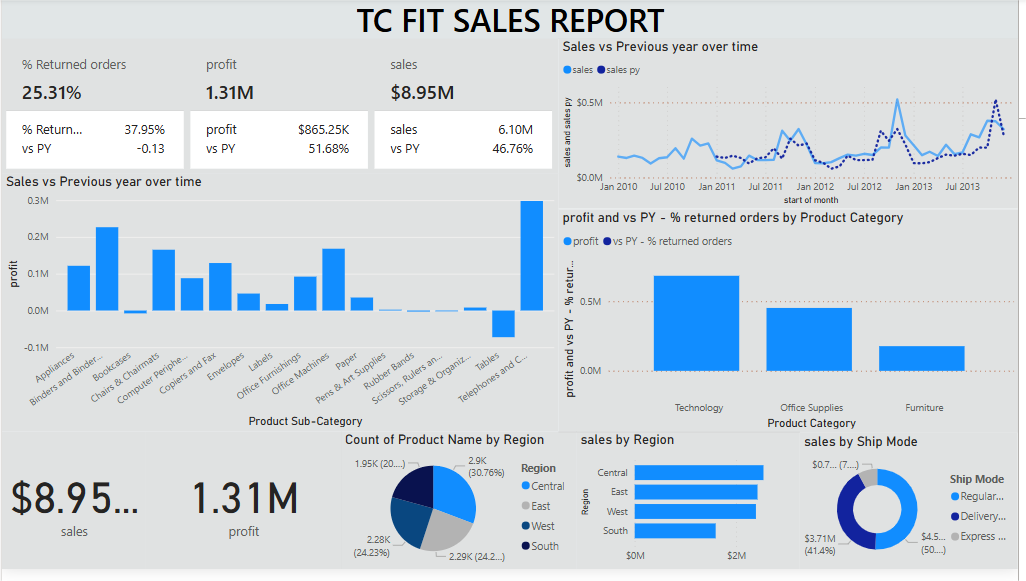 TC FIT SALES REPORT
% Returned orders
25.31%
profit
1.31M
sales
$8.95M
% Return... 37.95%
vs PY -0.13
profit $865.25K
vs PY 51.68%
sales 6.10M
vs PY 46.76%
Sales vs Previous year over time
sales sales py
sales and sales py
$0.5M
$0.0M
Jan 2010 Jul 2010 Jan 2011 Jul 2011 Jan 2012 Jul 2012 Jan 2013 Jul 2013
start of month
Sales vs Previous year over time
profit
0.3M
0.2M
0.1M
0.0M
-0.1M
Appliances
Binders and Binder...
Bookcases
Chairs & Chairmats
Computer Periphe...
Copiers and Fax
Envelopes
Labels
Office Furnishings
Office Machines
Paper
Pens & Art Supplies
Rubber Bands
Scissors, Rulers an...
Storage & Organiz...
Tables
Telephones and C...
Product Sub-Category
profit and vs PY - % returned orders by Product Category
profit vs PY - % returned orders
profit and vs PY - % retur...
0.5M
0.0M
Technology Office Supplies Furniture
Product Category
$8.95...
sales
1.31M
profit
Count of Product Name by Region
1.95K (20....)
2.9K
(30.76%)
2.28K
(24.23%)
2.29K (24.2...)
Region
Central
East
West
South
sales by Region
Region
Central
East
West
South
$0M $2M
sales by Ship Mode
$0.7... (7....)
$3.71M
(41.4%)
$4.5...
(50....)
Ship Mode
Regular...
Delivery...
Express ...